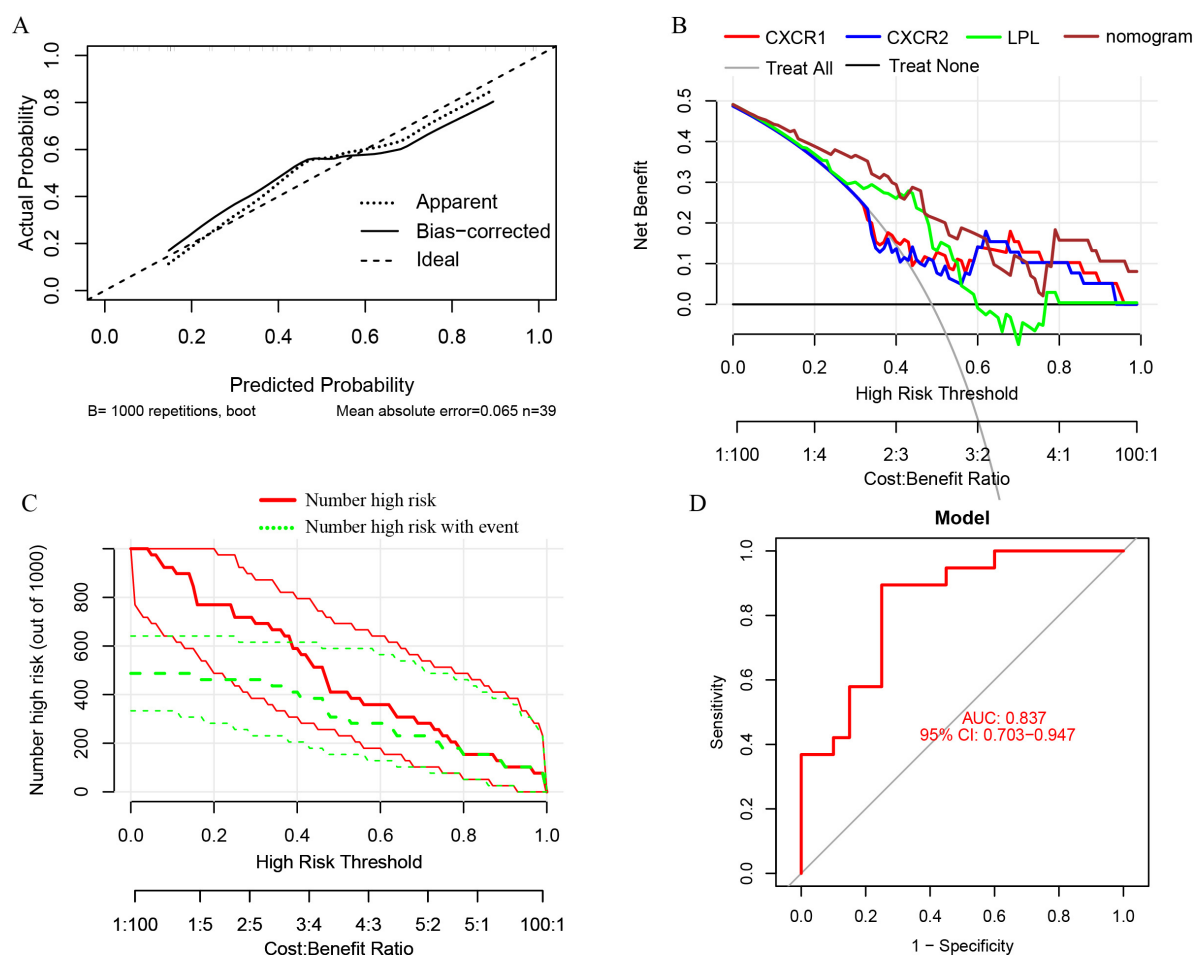 A
1.0
0.8
0.6
0.4
0.2
0.0
Actual Probability
Apparent
Bias−corrected
Ideal
0.0 0.2 0.4 0.6 0.8 1.0
Predicted Probability
B= 1000 repetitions, boot Mean absolute error=0.065 n=39
B
CXCR1 CXCR2 LPL nomogram
Treat All Treat None
0.5
0.4
0.3
0.2
0.1
0.0
Net Benefit
0.0 0.2 0.4 0.6 0.8 1.0
High Risk Threshold
1:100 1:4 2:3 3:2 4:1 100:1
Cost:Benefit Ratio
C
Number high risk
Number high risk with event
800
600
400
200
0
Number high risk (out of 1000)
0.0 0.2 0.4 0.6 0.8 1.0
High Risk Threshold
1:100 1:5 2:5 3:4 4:3 5:2 5:1 100:1
Cost:Benefit Ratio
D
Model
1.0
0.8
0.6
0.4
0.2
0.0
Sensitivity
AUC: 0.837
95% CI: 0.703−0.947
0.0 0.2 0.4 0.6 0.8 1.0
1 − Specificity